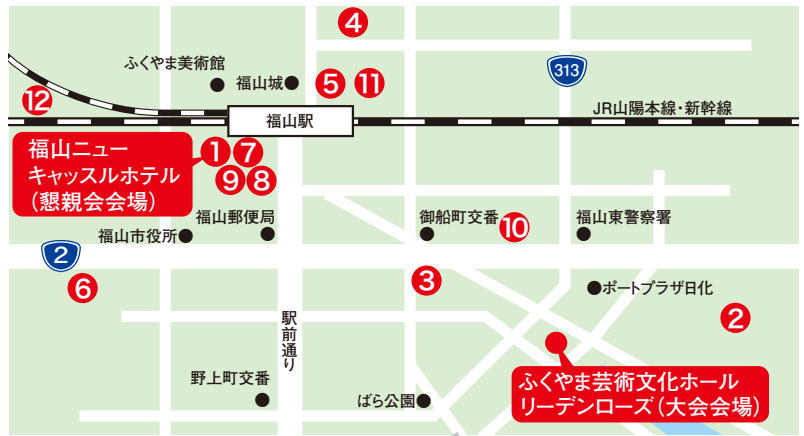 4
ふくやま美術館
福山城
5
11
313
12
JR山陽本線・新幹線
福山駅
福山ニュー
キャッスルホテル
(懇親会会場)
1
7
9
8
福山郵便局
御船町交番
10
福山東警察署
福山市役所
2
6
3
ポートプラザ日化
2
駅前通り
野上町交番
ばら公園
ふくやま芸術文化ホール
リーデンローズ(大会会場)